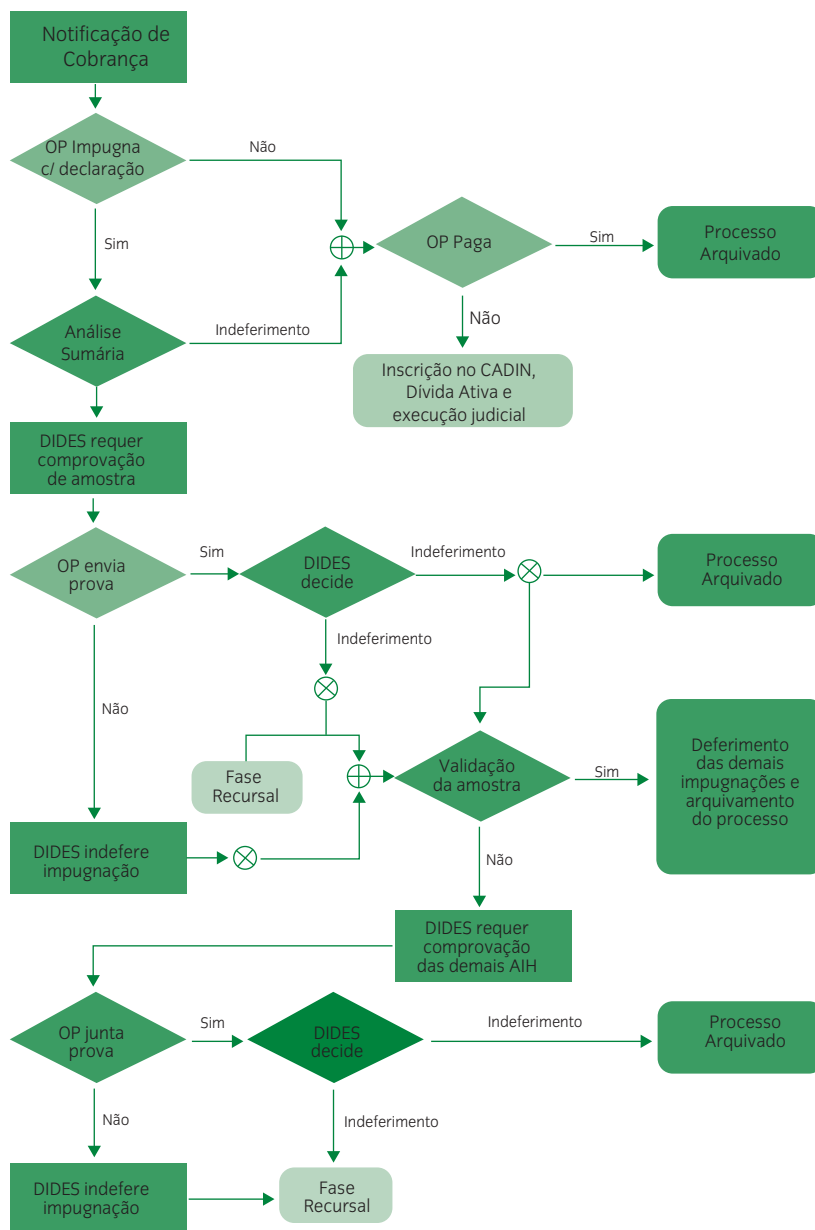 Notificação de
Cobrança
OP Impugna
c/ declaração
Não
Sim
OP Paga
Sim
Processo
Arquivado
Não
Análise
Sumária
Indeferimento
Inscrição no CADIN,
Dívida Ativa e
execução judicial
DIDES requer
comprovação
de amostra
OP envia
prova
Sim
DIDES
decide
Indeferimento
Processo
Arquivado
Indeferimento
Não
Fase
Recursal
Validação
da amostra
Sim
Deferimento
das demais
impugnações e
arquivamento
do processo
DIDES indefere
impugnação
Não
DIDES requer
comprovação
das demais AIH
OP junta
prova
Sim
DIDES
decide
Indeferimento
Processo
Arquivado
Não
Indeferimento
DIDES indefere
impugnação
Fase
Recursal